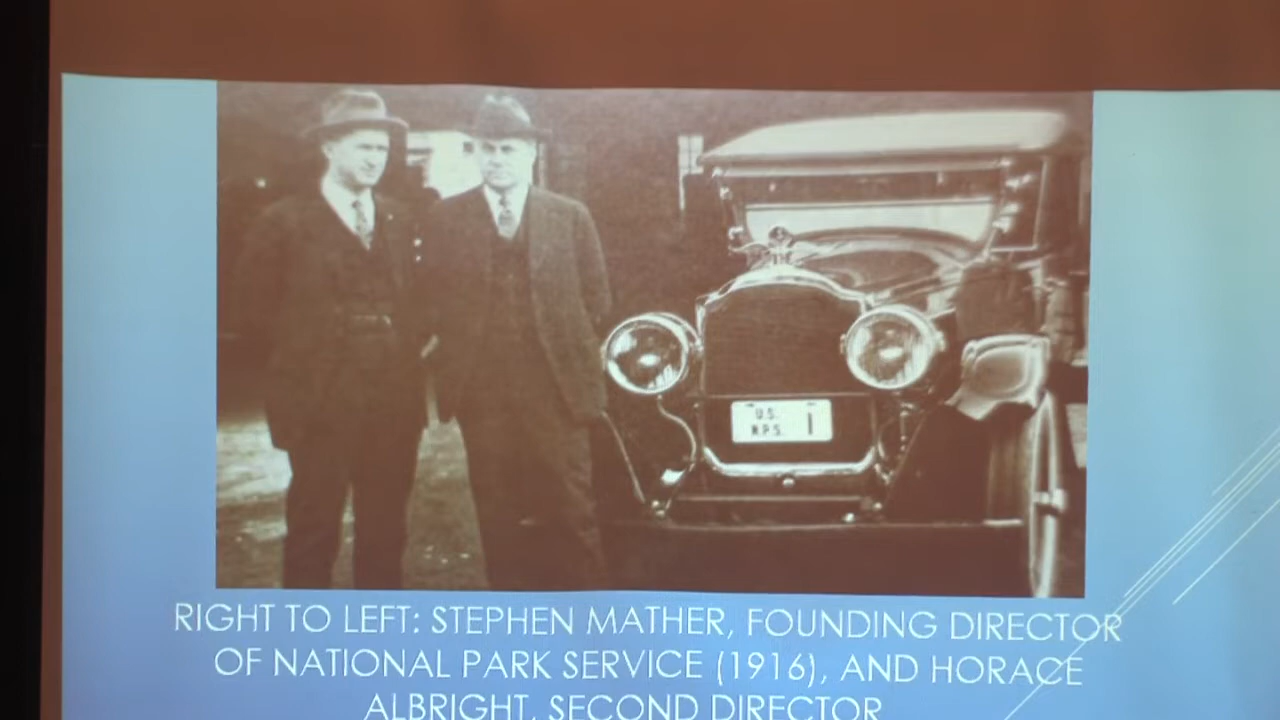 U.S.
N.P.S. 1
RIGHT TO LEFT: STEPHEN MATHER, FOUNDING DIRECTOR
OF NATIONAL PARK SERVICE (1916), AND HORACE
ALBRIGHT, SECOND DIRECTOR